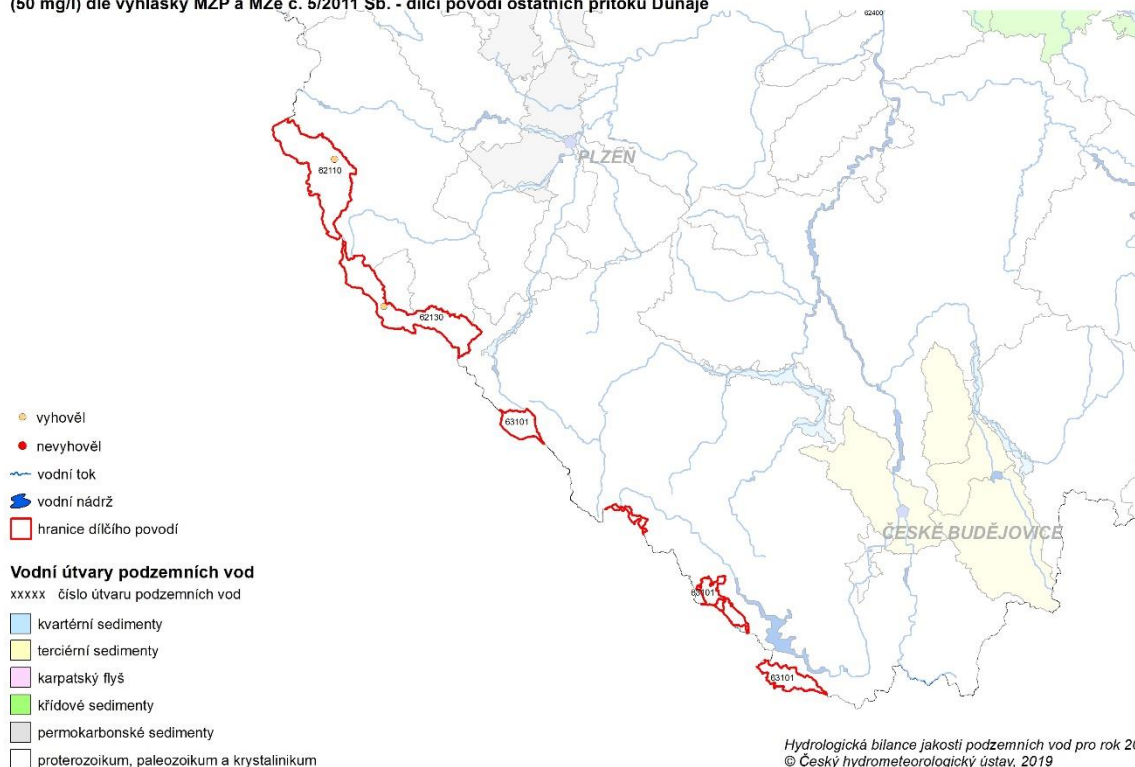 (50 mg/l) dle vyhlášky MŽP a MZe č. 5/2011 Sb. - dílčí povodí ostatních přítoků Dunaje
62400
PLZEŇ
62110
62130
63101
ČESKÉ BUDĚJOVICE
63101
63101
vyhověl
nevyhověl
vodní tok
vodní nádrž
hranice dílčího povodí
Vodní útvary podzemních vod
xxxxx číslo útvaru podzemních vod
kvartérní sedimenty
terciérní sedimenty
karpatský flyš
křídové sedimenty
permokarbonské sedimenty
proterozoikum, paleozoikum a krystalinikum
Hydrologická bilance jakosti podzemních vod pro rok
© Český hydrometeorologický ústav, 2019